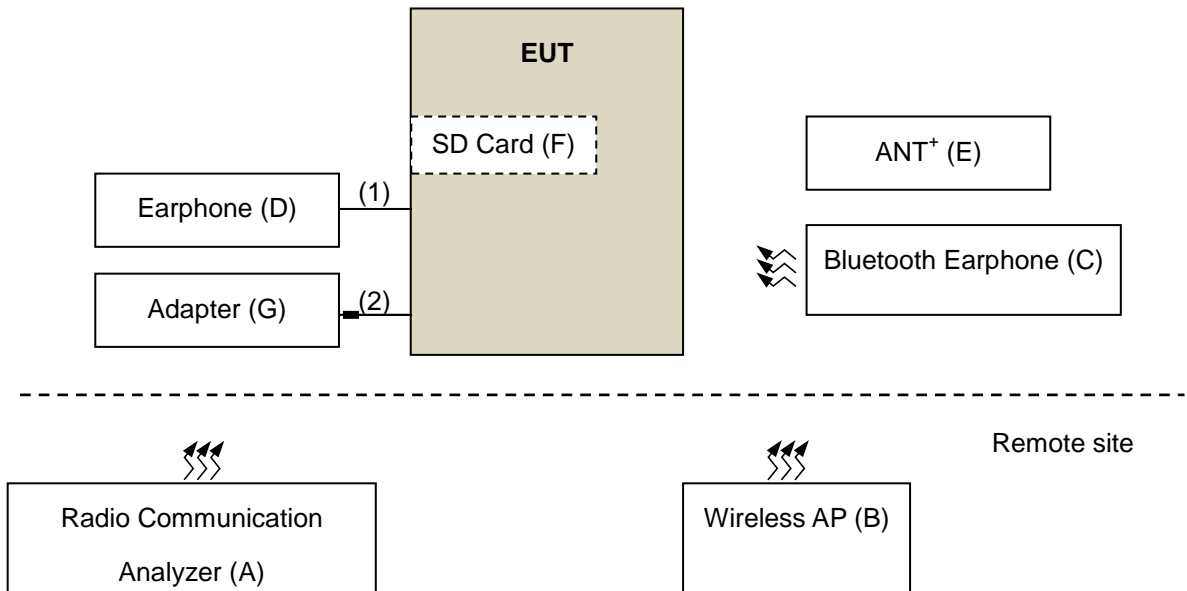 EUT
SD Card (F)
ANT+ (E)
Earphone (D)
(1)
Bluetooth Earphone (C)
Adapter (G)
(2)
Remote site
Radio Communication
Analyzer (A)
Wireless AP (B)